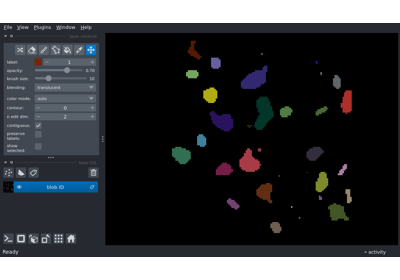 File View Plugins Window Help
layer controls
label: 1
opacity: 0.70
brush size: 10
blending: translucent
color mode: auto
contour: 0
n edit dim: 2
contiguous:
preserve labels:
show selected:
layer list
blob ID
Ready
activity